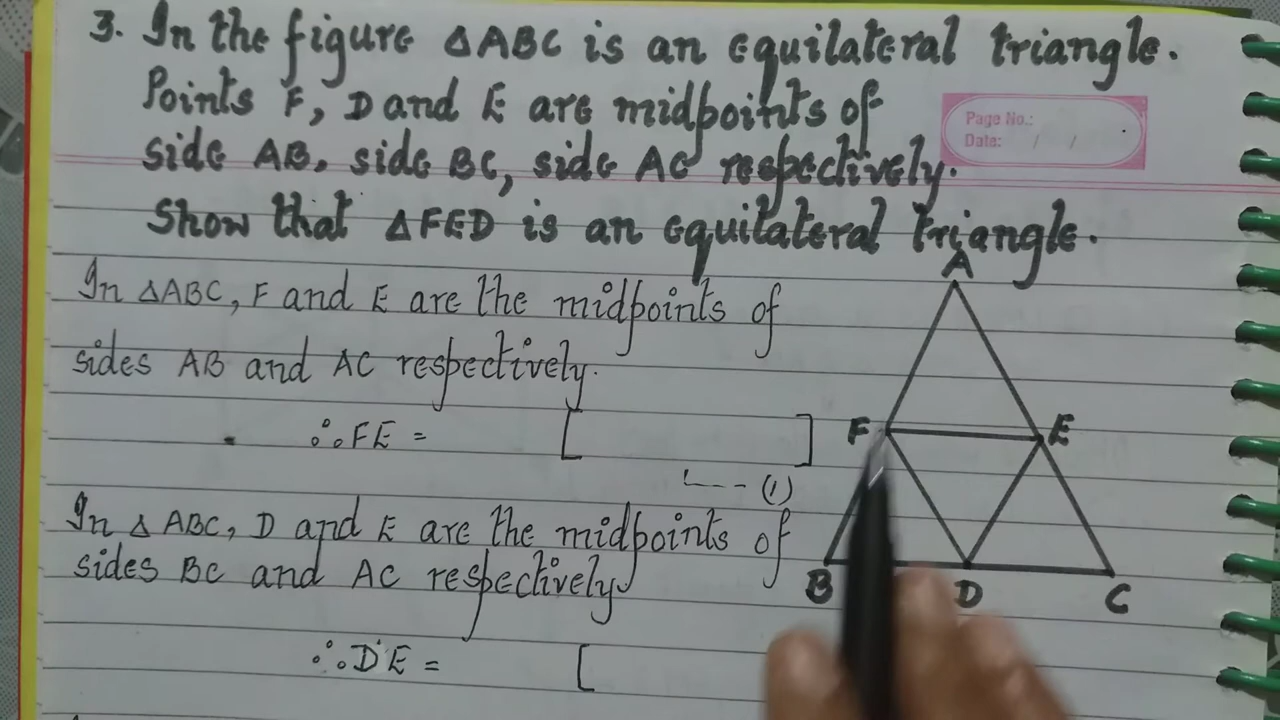 3. In the figure ΔABC is an equilateral triangle.
Points F, D and E are midpoints of
side AB, side BC, side AC respectively.
Show that ΔFED is an equilateral triangle.
Page No.:
Date: / /
In ΔABC, F and E are the midpoints of
sides AB and AC respectively.
∴ FE = [ ]
--- (1)
In Δ ABC, D and E are the midpoints of
sides BC and AC respectively
∴ DE = [
A
F E
B D C